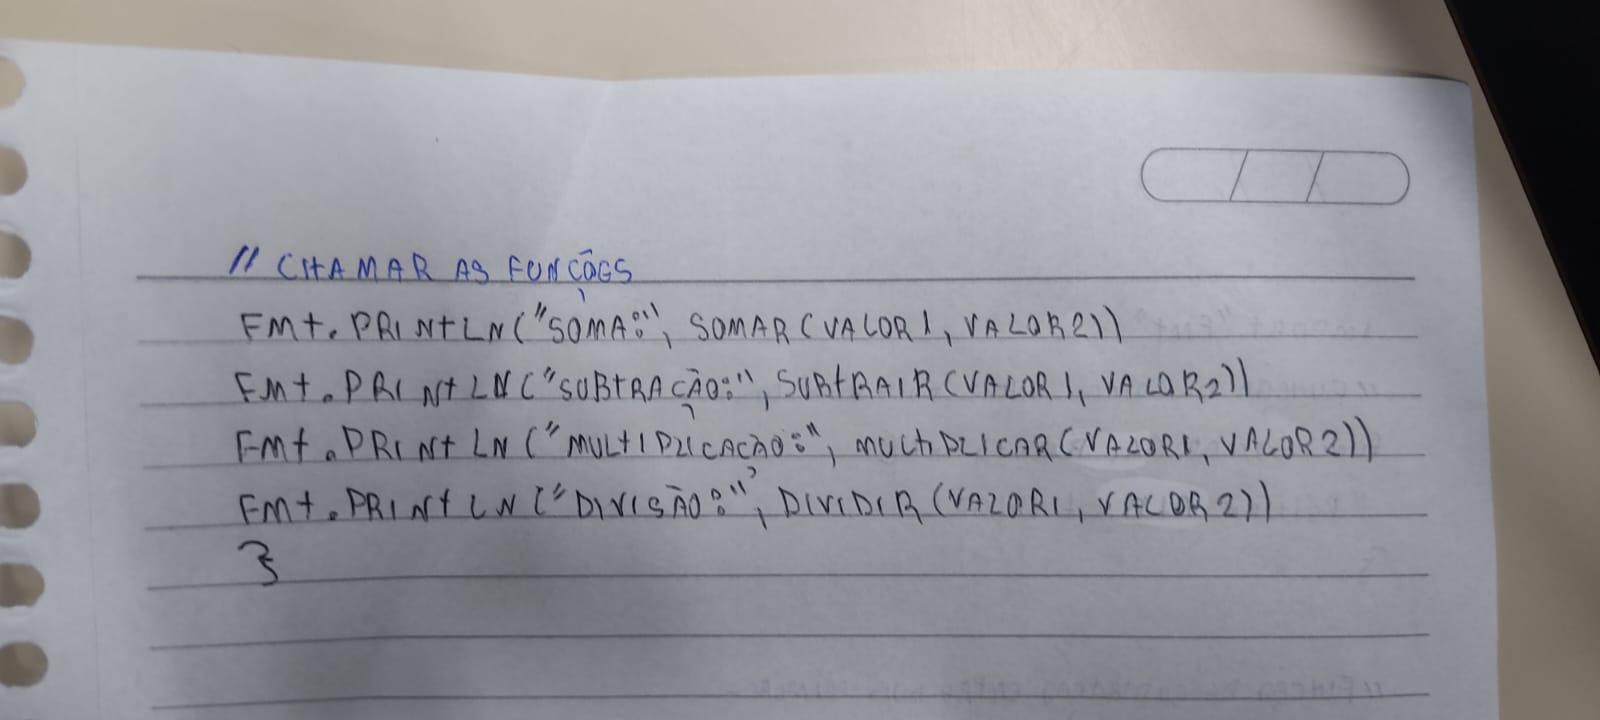 // CHAMAR AS FUNÇÕES
FMT.PRINTLN("SOMA:", SOMAR(VALOR1, VALOR2))
FMT.PRINTLN("SUBTRAÇÃO:", SUBTRAIR(VALOR1, VALOR2))
FMT.PRINTLN("MULTIPLICAÇÃO:", MULTIPLICAR(VALOR1, VALOR2))
FMT.PRINTLN("DIVISÃO:", DIVIDIR(VALOR1, VALOR2))
}